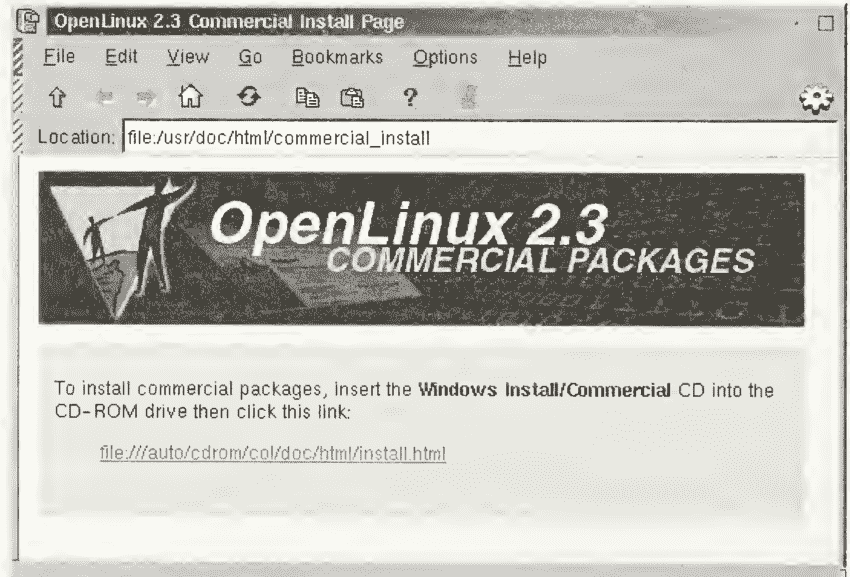 OpenLinux 2.3 Commercial Install Page
File Edit View Go Bookmarks Options Help
?
Location: file:/usr/doc/html/commercial_install
OpenLinux 2.3
COMMERCIAL PACKAGES
To install commercial packages, insert the Windows Install/Commercial CD into the
CD-ROM drive then click this link:
file:///auto/cdrom/col/doc/html/install.html